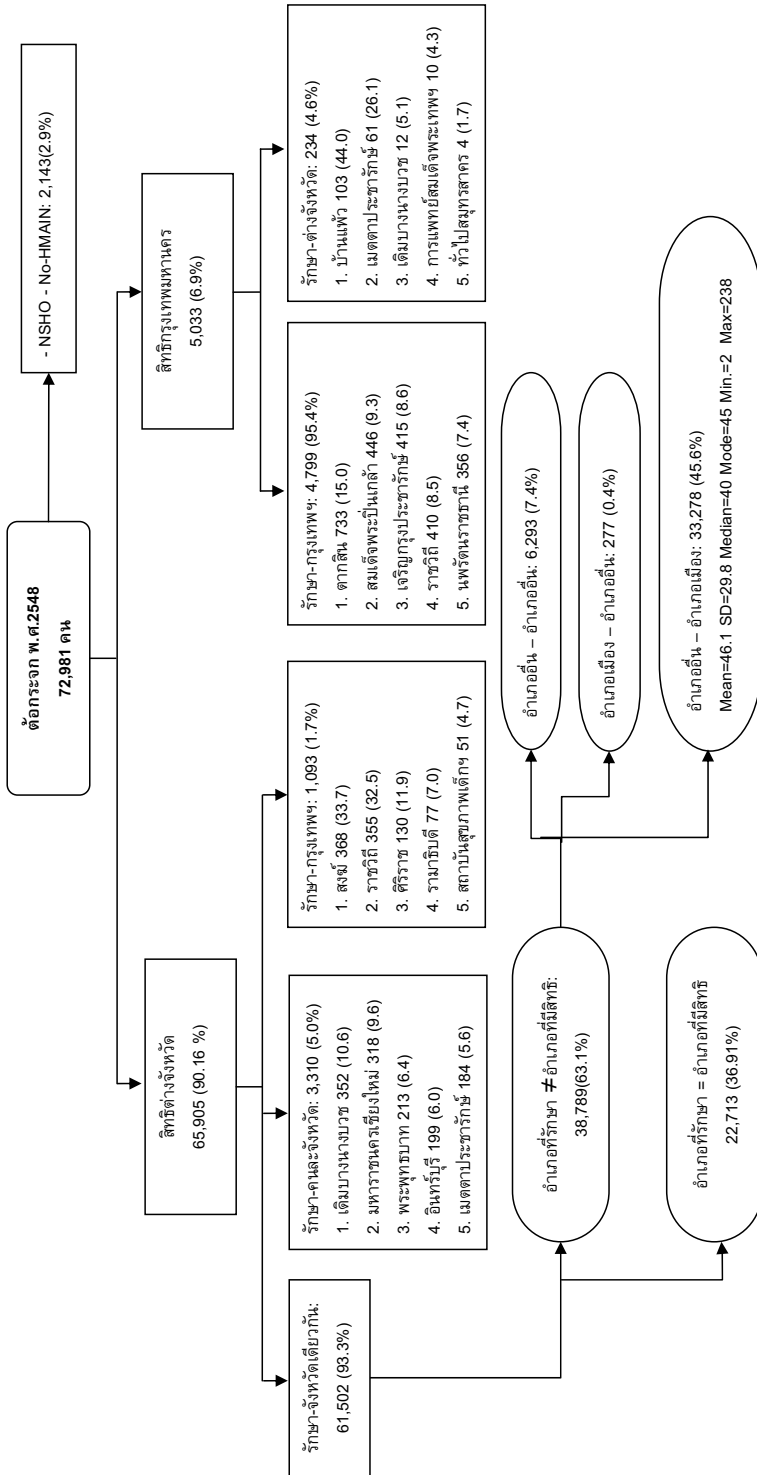 ต้อกระจก พ.ศ.2548
72,981 คน
- NSHO - No-HMAIN: 2,143(2.9%)
สิทธิต่างจังหวัด
65,905 (90.16 %)
สิทธิกรุงเทพมหานคร
5,033 (6.9%)
รักษา-จังหวัดเดียวกัน:
61,502 (93.3%)
รักษา-คนละจังหวัด: 3,310 (5.0%)
1. เดิมบางนางบวช 352 (10.6)
2. มหาราชนครเชียงใหม่ 318 (9.6)
3. พระพุทธบาท 213 (6.4)
4. อินทร์บุรี 199 (6.0)
5. เมตตาประชารักษ์ 184 (5.6)
รักษา-กรุงเทพฯ: 1,093 (1.7%)
1. สงฆ์ 368 (33.7)
2. ราชวิถี 355 (32.5)
3. ศิริราช 130 (11.9)
4. รามาธิบดี 77 (7.0)
5. สถาบันสุขภาพเด็กฯ 51 (4.7)
รักษา-กรุงเทพฯ: 4,799 (95.4%)
1. ตากสิน 733 (15.0)
2. สมเด็จพระปิ่นเกล้า 446 (9.3)
3. เจริญกรุงประชารักษ์ 415 (8.6)
4. ราชวิถี 410 (8.5)
5. นพรัตนราชธานี 356 (7.4)
รักษา-ต่างจังหวัด: 234 (4.6%)
1. บ้านแพ้ว 103 (44.0)
2. เมตตาประชารักษ์ 61 (26.1)
3. เดิมบางนางบวช 12 (5.1)
4. การแพทย์สมเด็จพระเทพฯ 10 (4.3)
5. ทั่วไปสมุทรสาคร 4 (1.7)
อำเภอที่รักษา ≠ อำเภอที่มีสิทธิ:
38,789(63.1%)
อำเภอที่รักษา = อำเภอที่มีสิทธิ
22,713 (36.91%)
อำเภออื่น – อำเภออื่น: 6,293 (7.4%)
อำเภอเมือง – อำเภออื่น: 277 (0.4%)
อำเภออื่น – อำเภอเมือง: 33,278 (45.6%)
Mean=46.1 SD=29.8 Median=40 Mode=45 Min.=2 Max=238